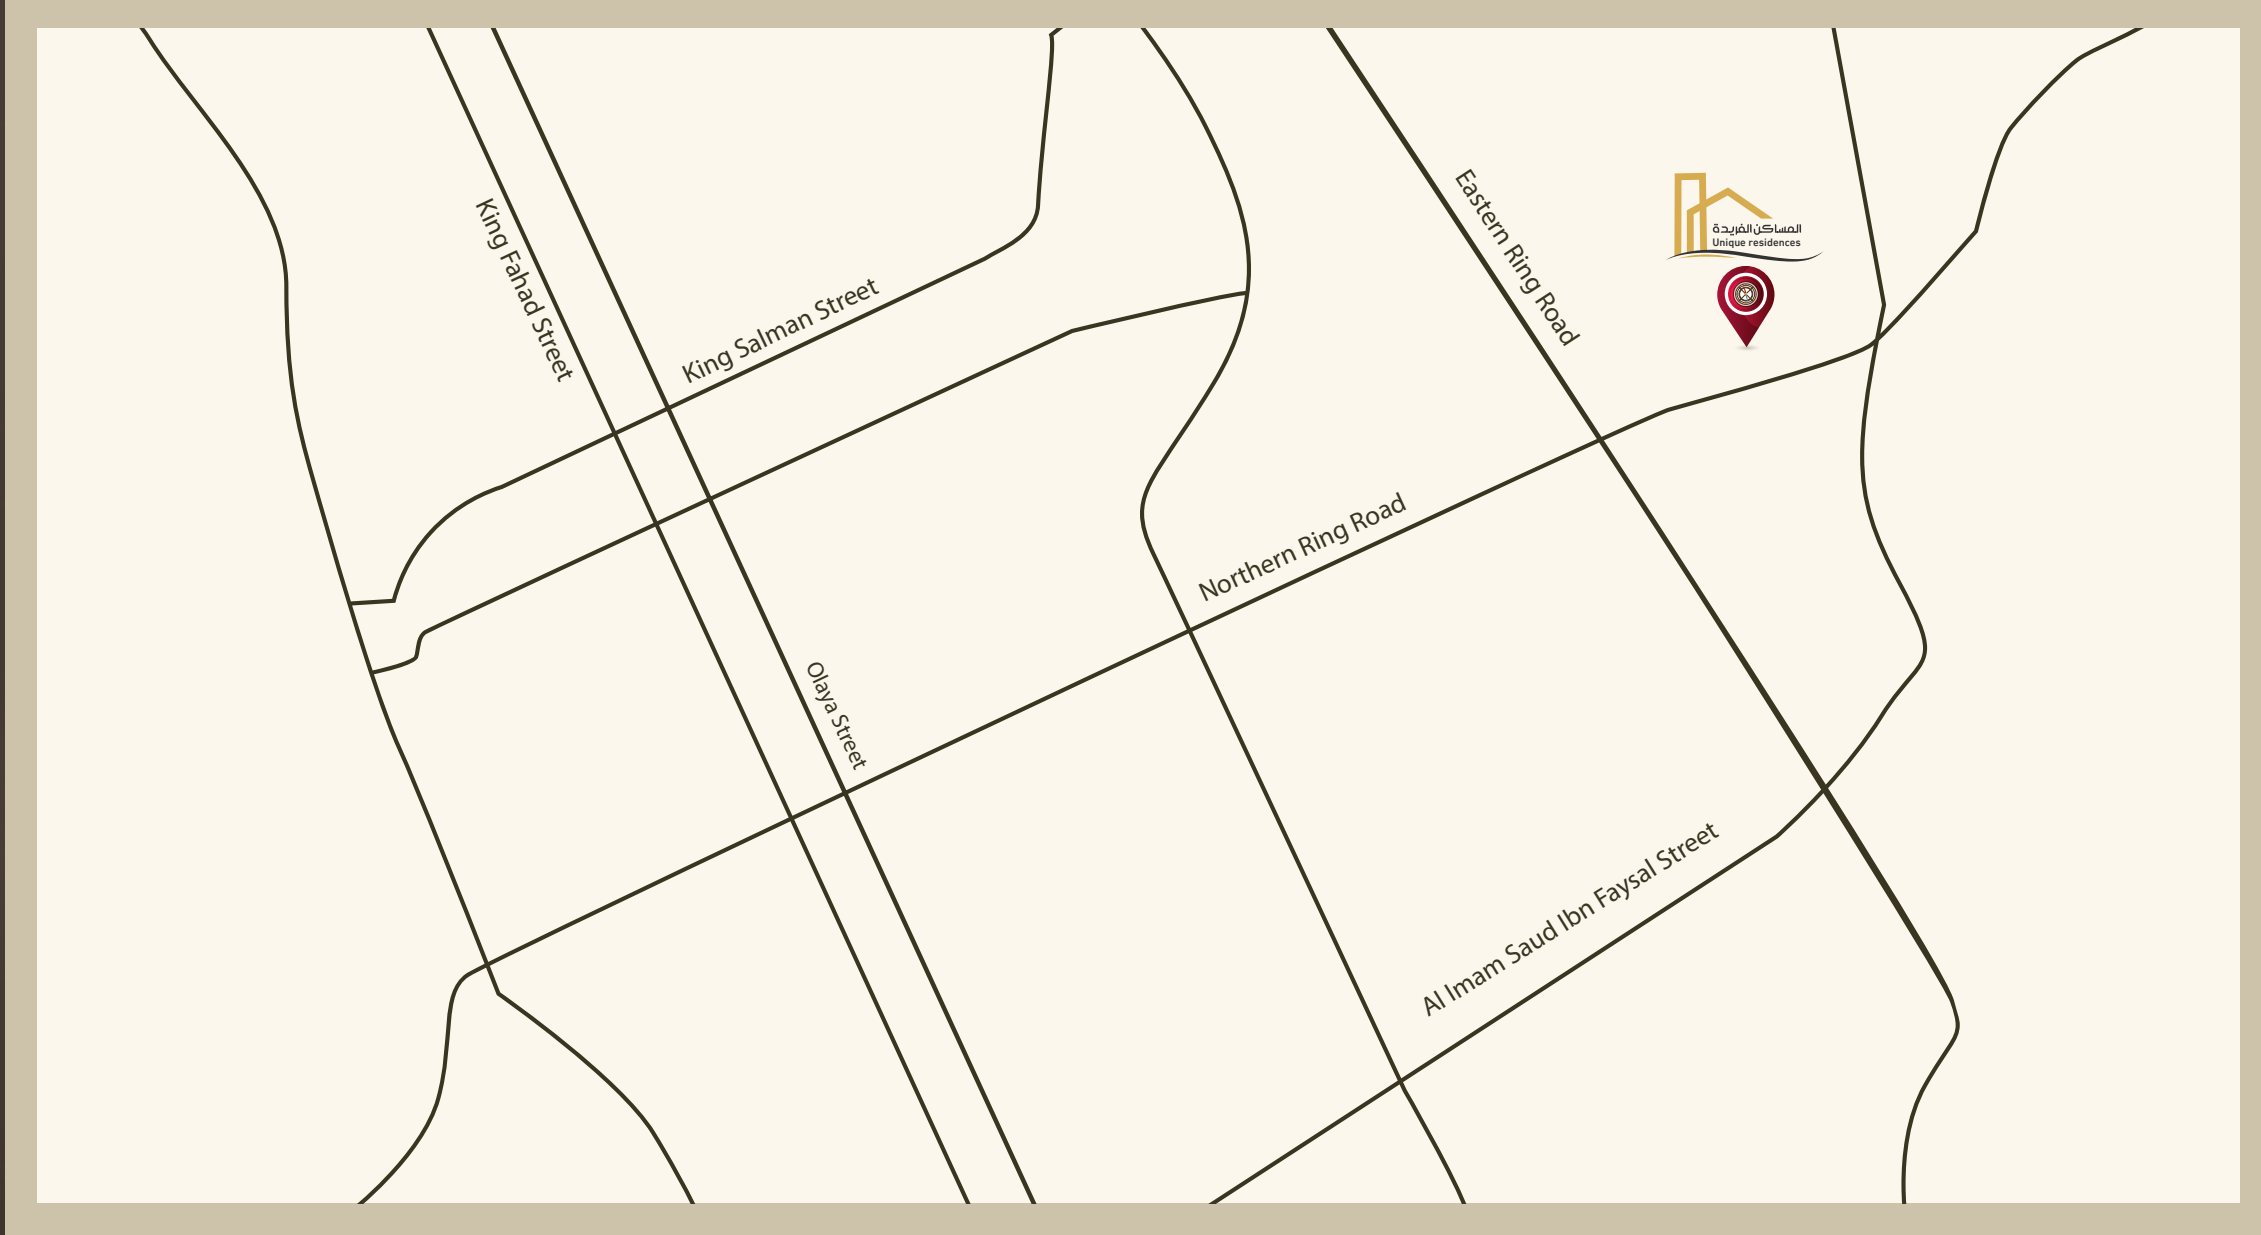 Eastern Ring Road
المساكن الفريدة
Unique residences
King Fahad Street
King Salman Street
Northern Ring Road
Olaya Street
Al Imam Saud Ibn Faysal Street